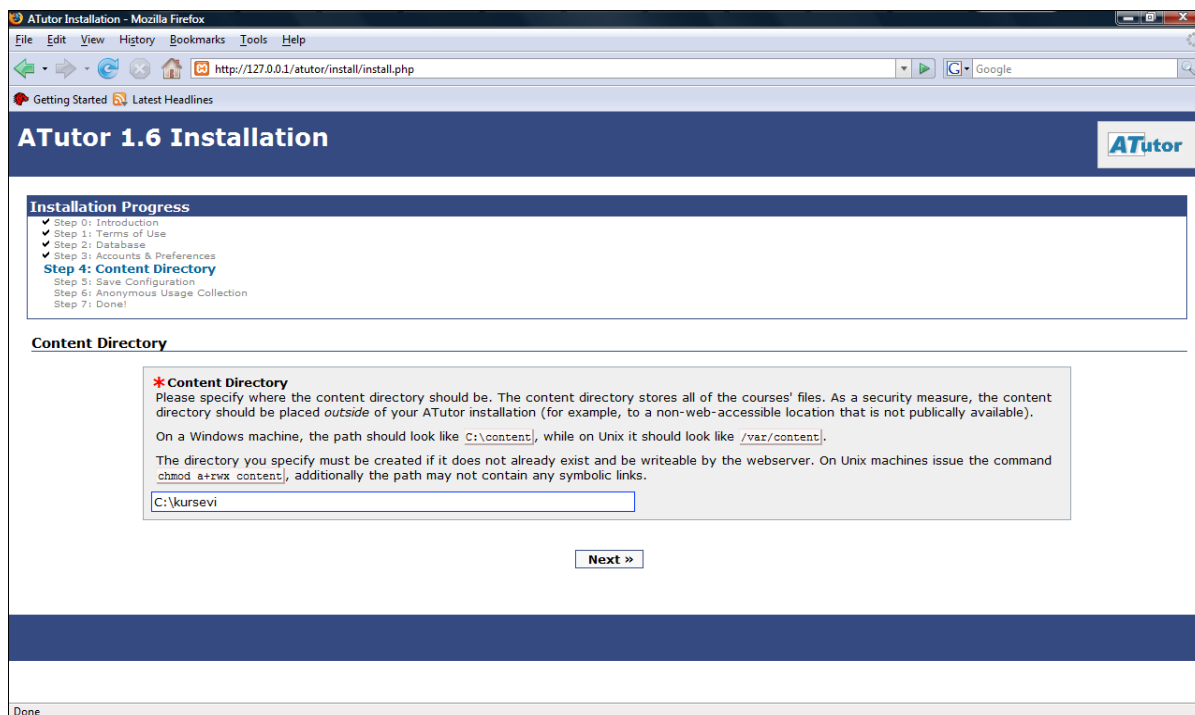 ATutor Installation - Mozilla Firefox
File Edit View History Bookmarks Tools Help
http://127.0.0.1/atutor/install/install.php
G Google
Getting Started Latest Headlines
ATutor 1.6 Installation
ATutor
Installation Progress
Step 0: Introduction
Step 1: Terms of Use
Step 2: Database
Step 3: Accounts & Preferences
Step 4: Content Directory
Step 5: Save Configuration
Step 6: Anonymous Usage Collection
Step 7: Done!
Content Directory
* Content Directory
Please specify where the content directory should be. The content directory stores all of the courses' files. As a security measure, the content
directory should be placed outside of your ATutor installation (for example, to a non-web-accessible location that is not publically available).
On a Windows machine, the path should look like C:\content, while on Unix it should look like /var/content.
The directory you specify must be created if it does not already exist and be writeable by the webserver. On Unix machines issue the command
chmod a+rwx content, additionally the path may not contain any symbolic links.
C:\kursevi
Next »
Done